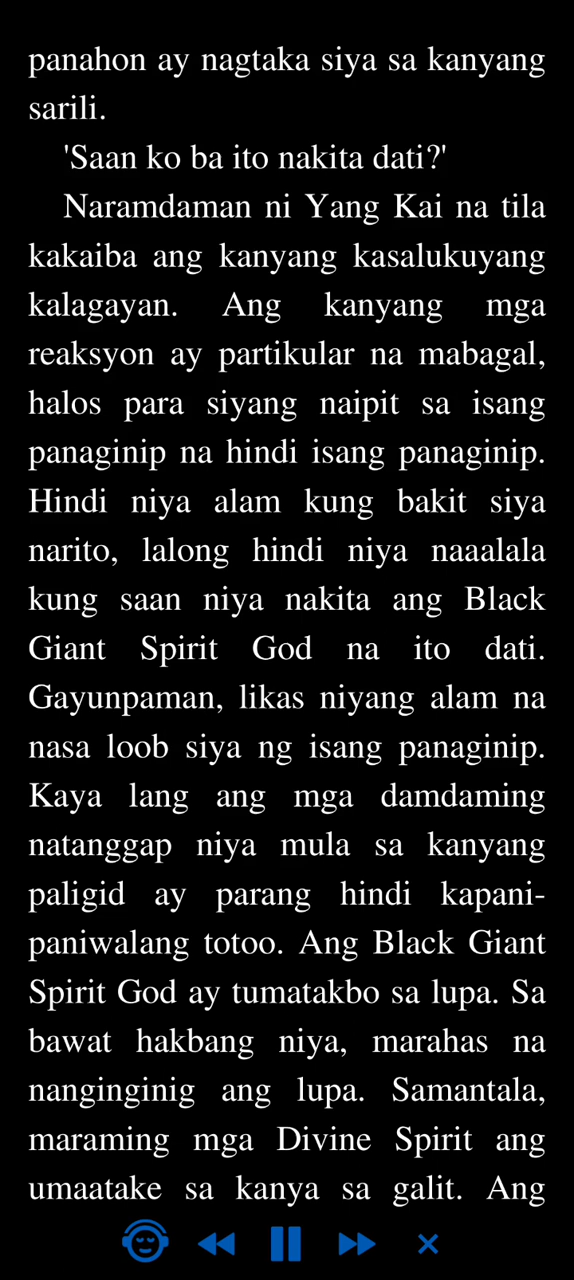 panahon ay nagtaka siya sa kanyang
sarili.
'Saan ko ba ito nakita dati?'
Naramdaman ni Yang Kai na tila
kakaiba ang kanyang kasalukuyang
kalagayan. Ang kanyang mga
reaksyon ay partikular na mabagal,
halos para siyang naipit sa isang
panaginip na hindi isang panaginip.
Hindi niya alam kung bakit siya
narito, lalong hindi niya naaalala
kung saan niya nakita ang Black
Giant Spirit God na ito dati.
Gayunpaman, likas niyang alam na
nasa loob siya ng isang panaginip.
Kaya lang ang mga damdaming
natanggap niya mula sa kanyang
paligid ay parang hindi kapani-
paniwalang totoo. Ang Black Giant
Spirit God ay tumatakbo sa lupa. Sa
bawat hakbang niya, marahas na
nanginginig ang lupa. Samantala,
maraming mga Divine Spirit ang
umaatake sa kanya sa galit. Ang